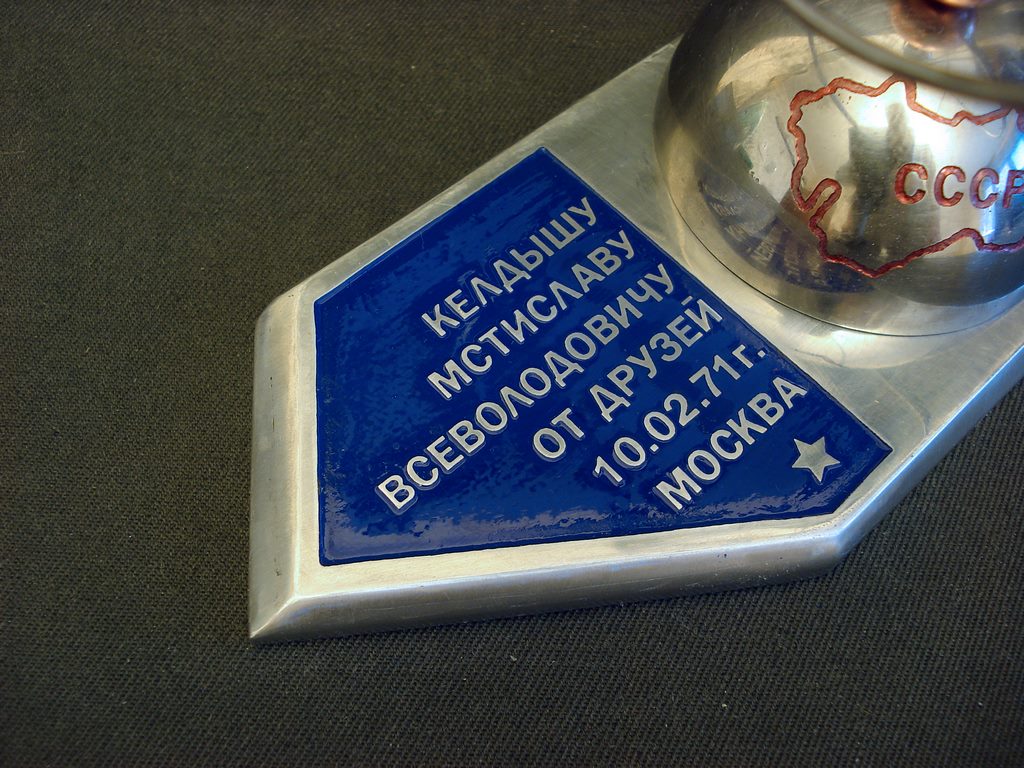 КЕЛДЫШУ
МСТИСЛАВУ
ВСЕВОЛОДОВИЧУ
ОТ ДРУЗЕЙ
10.02.71г.
МОСКВА
СССР